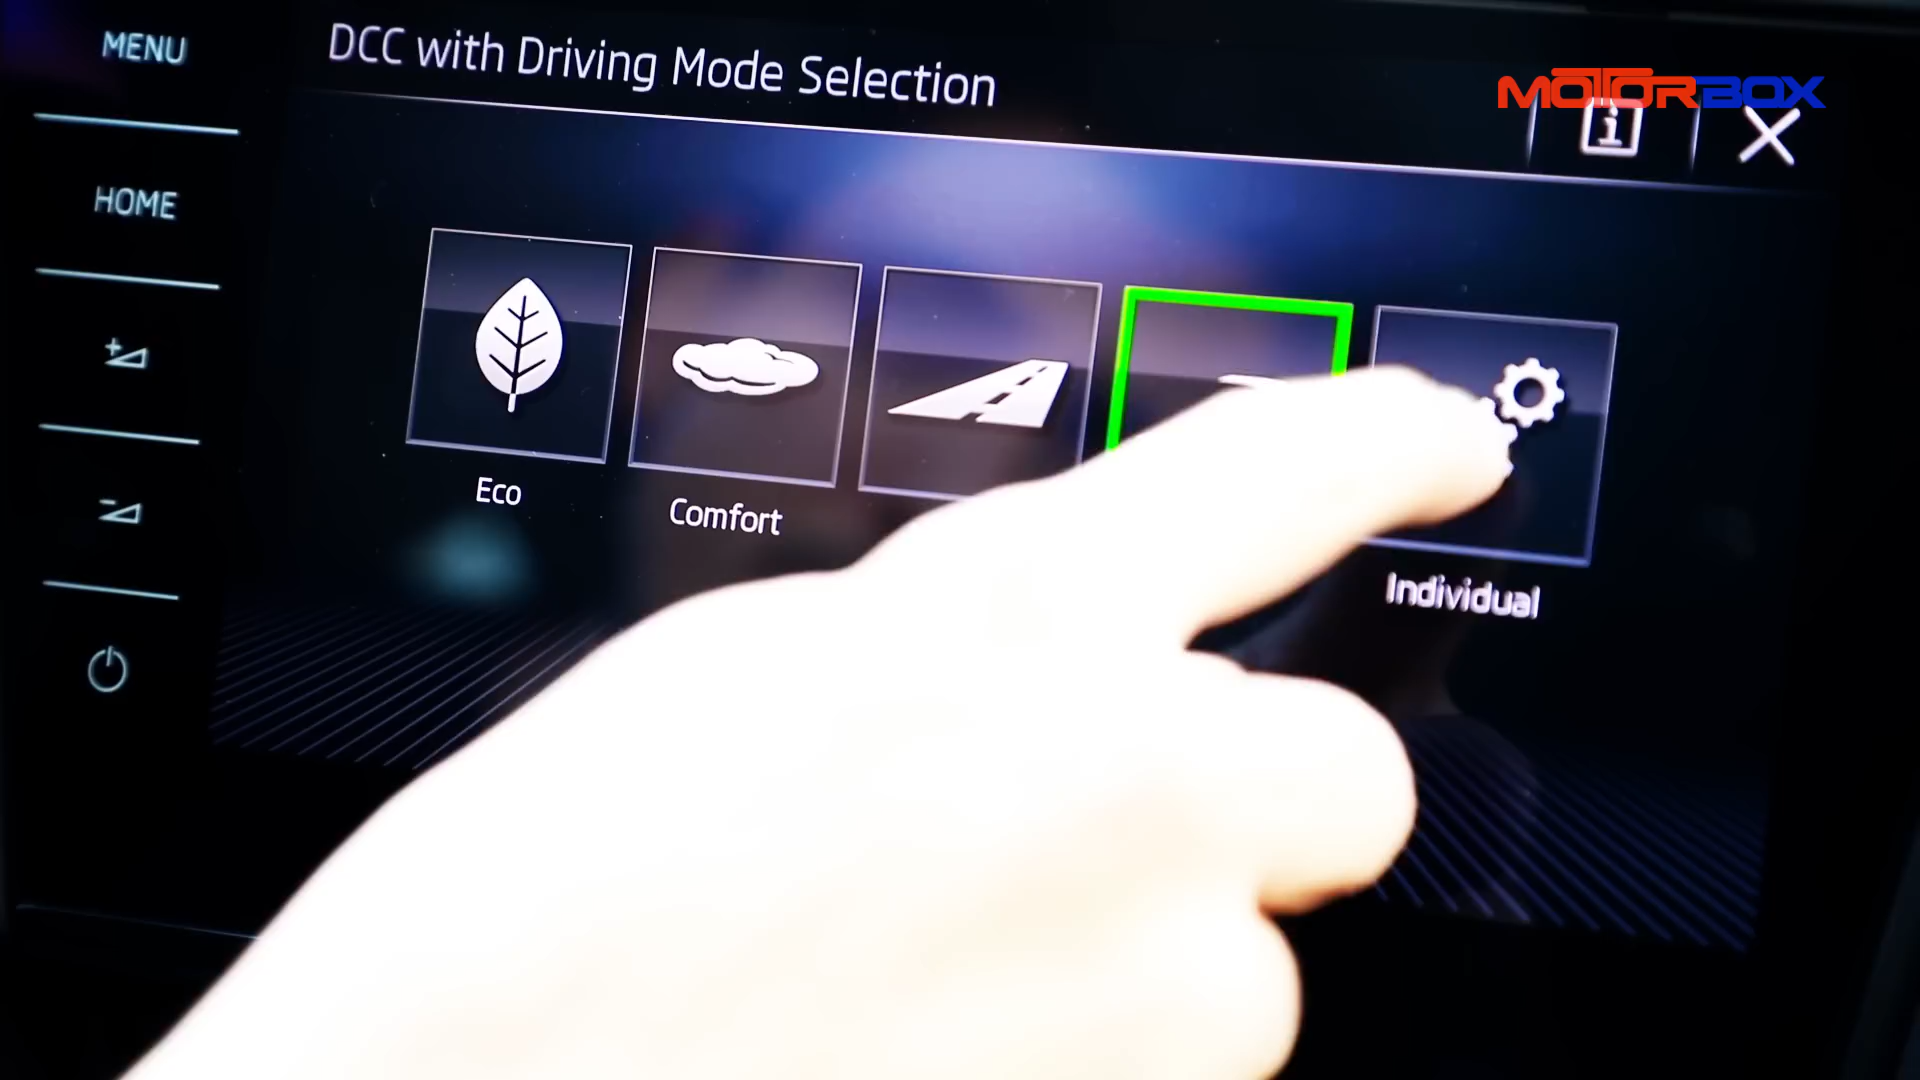 MENU
DCC with Driving Mode Selection
MOTORBOX
i
HOME
Eco
Comfort
Individual